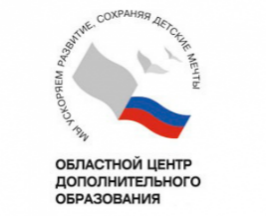 МЫ УСКОРЯЕМ РАЗВИТИЕ, СОХРАНЯЯ ДЕТСКИЕ МЕЧТЫ
ОБЛАСТНОЙ ЦЕНТР
ДОПОЛНИТЕЛЬНОГО
ОБРАЗОВАНИЯ